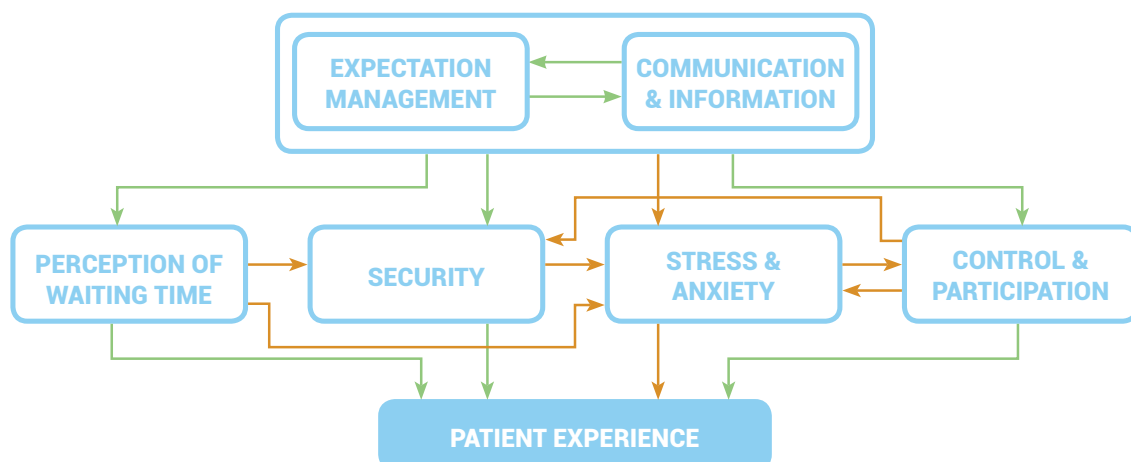 EXPECTATION
MANAGEMENT
COMMUNICATION
& INFORMATION
PERCEPTION OF
WAITING TIME
SECURITY
STRESS &
ANXIETY
CONTROL &
PARTICIPATION
PATIENT EXPERIENCE